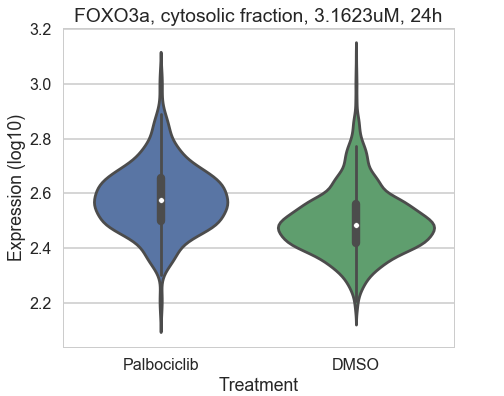 FOXO3a, cytosolic fraction, 3.1623uM, 24h
3.2
3.0
2.8
2.6
2.4
2.2
Expression (log10)
Palbociclib DMSO
Treatment